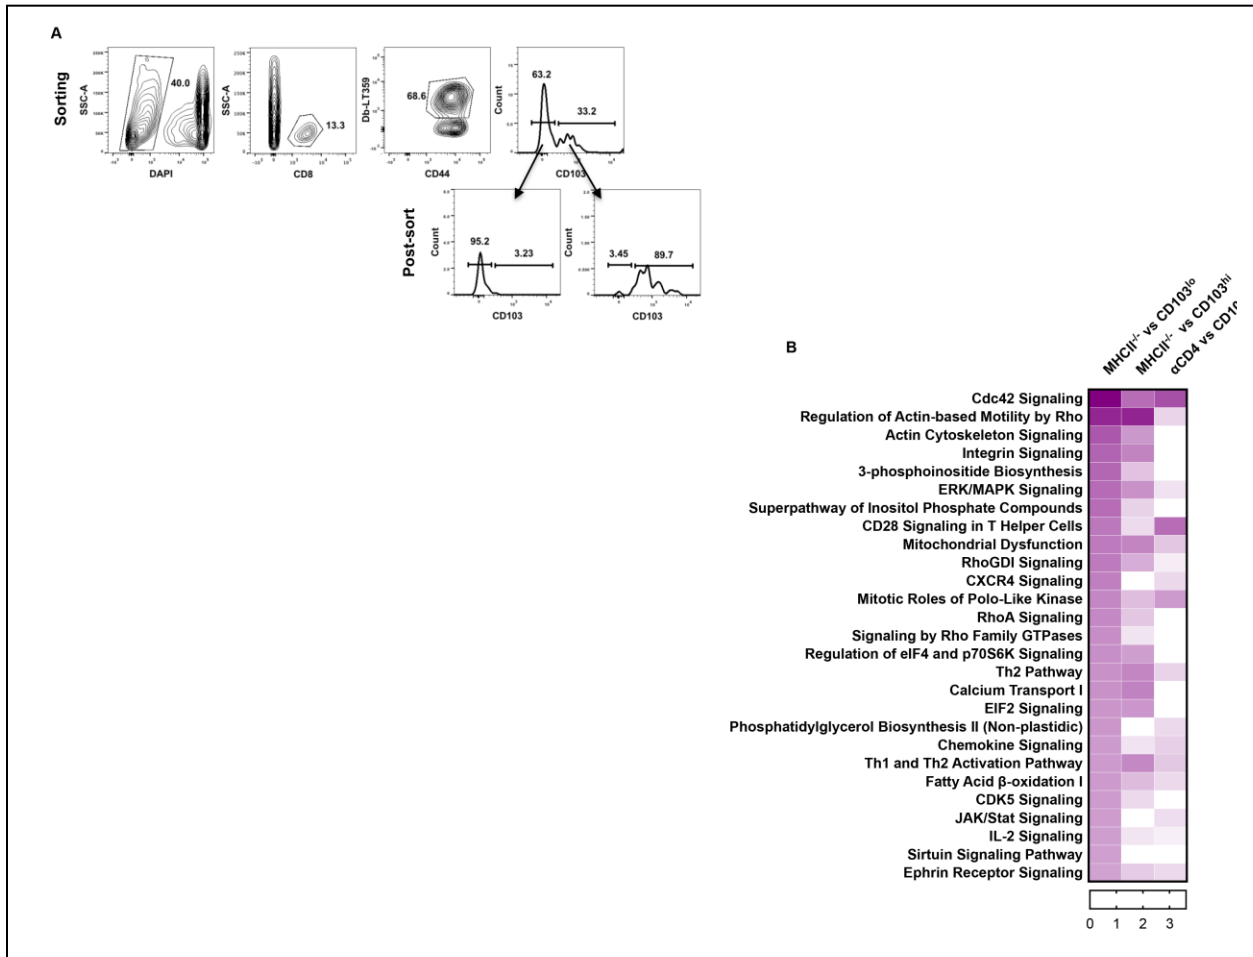 A
Sorting
SSC-A
40.0
DAPI
SSC-A
13.3
CD8
Db-LT359
68.6
CD44
Count
63.2
33.2
CD103
Post-sort
Count
95.2
3.23
CD103
Count
3.45
89.7
CD103
B
MHCII-/- vs CD103lo
MHCII-/- vs CD103hi
αCD4 vs CD10
Cdc42 Signaling
Regulation of Actin-based Motility by Rho
Actin Cytoskeleton Signaling
Integrin Signaling
3-phosphoinositide Biosynthesis
ERK/MAPK Signaling
Superpathway of Inositol Phosphate Compounds
CD28 Signaling in T Helper Cells
Mitochondrial Dysfunction
RhoGDI Signaling
CXCR4 Signaling
Mitotic Roles of Polo-Like Kinase
RhoA Signaling
Signaling by Rho Family GTPases
Regulation of eIF4 and p70S6K Signaling
Th2 Pathway
Calcium Transport I
EIF2 Signaling
Phosphatidylglycerol Biosynthesis II (Non-plastidic)
Chemokine Signaling
Th1 and Th2 Activation Pathway
Fatty Acid β-oxidation I
CDK5 Signaling
JAK/Stat Signaling
IL-2 Signaling
Sirtuin Signaling Pathway
Ephrin Receptor Signaling
0 1 2 3